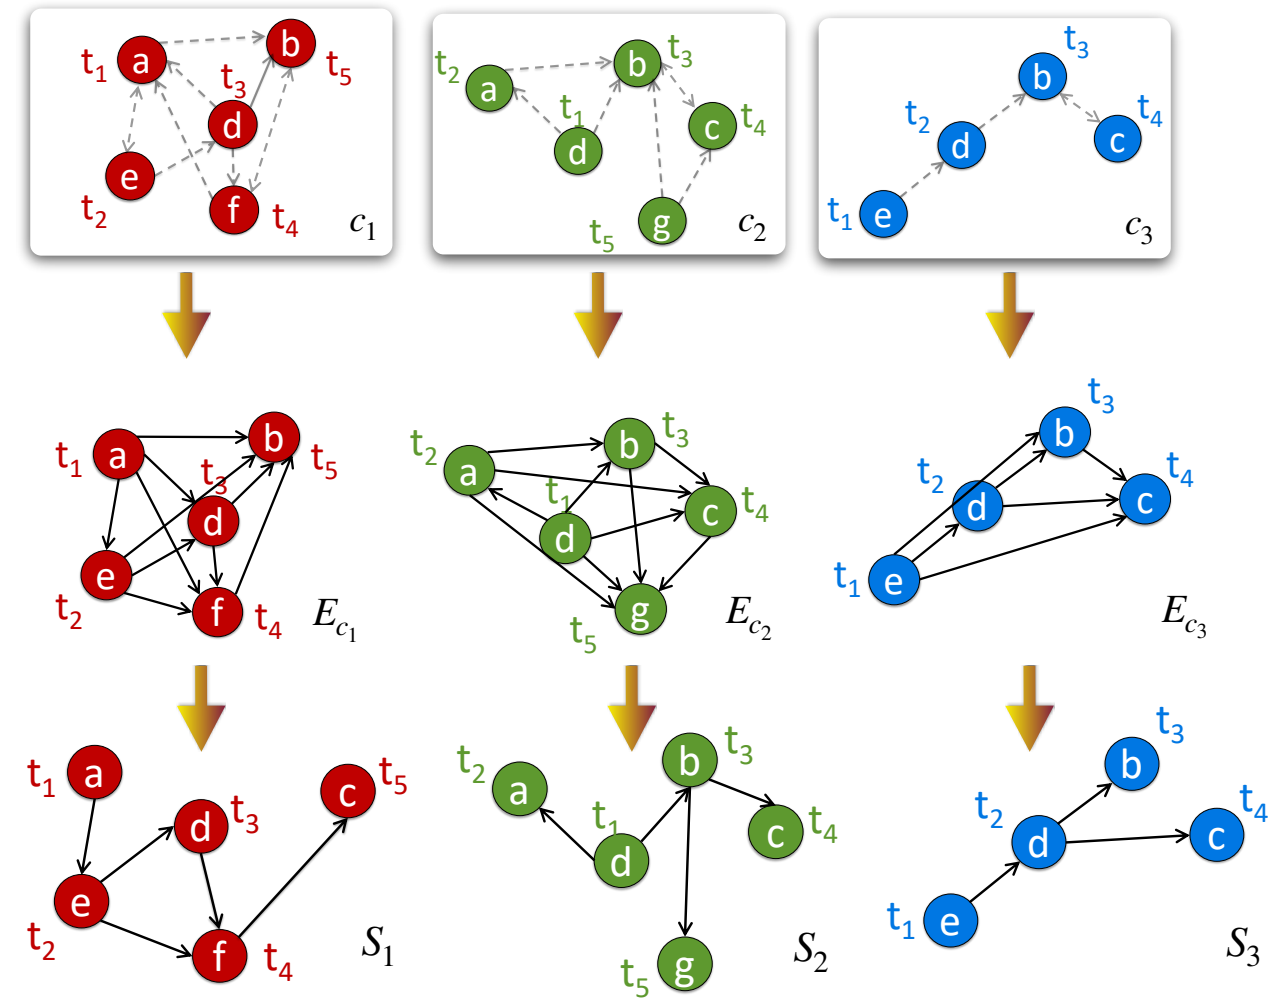 t1 a b t5
t3 d
e t2
f t4 c1
t2 a b t3
t1 d c t4
g t5 c2
b t3
t2 d c t4
t1 e c3
t1 a b t5
t3 d
e t2
f t4 Ec1
t2 a b t3
t1 d c t4
g t5 Ec2
b t3
t2 d c t4
t1 e Ec3
t1 a c t5
d t3
e t2
f t4 S1
t2 a b t3
t1 d c t4
g t5 S2
b t3
t2 d c t4
t1 e S3